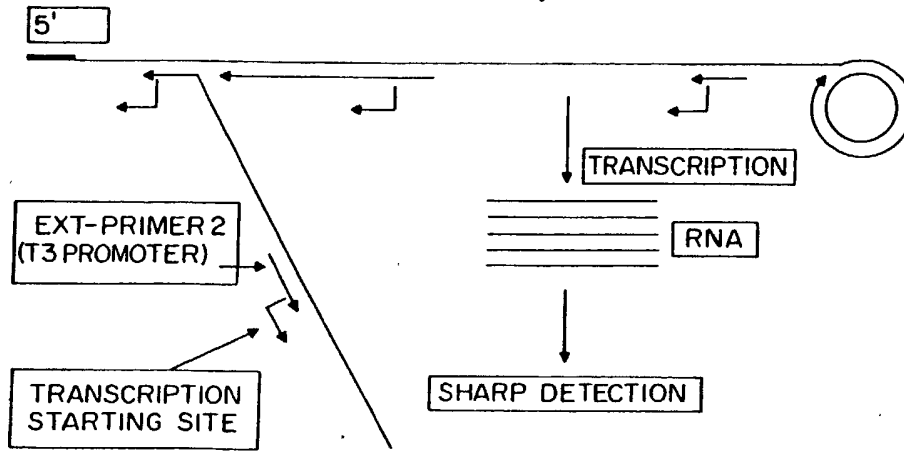 5'
TRANSCRIPTION
EXT-PRIMER 2
(T3 PROMOTER)
RNA
TRANSCRIPTION
STARTING SITE
SHARP DETECTION